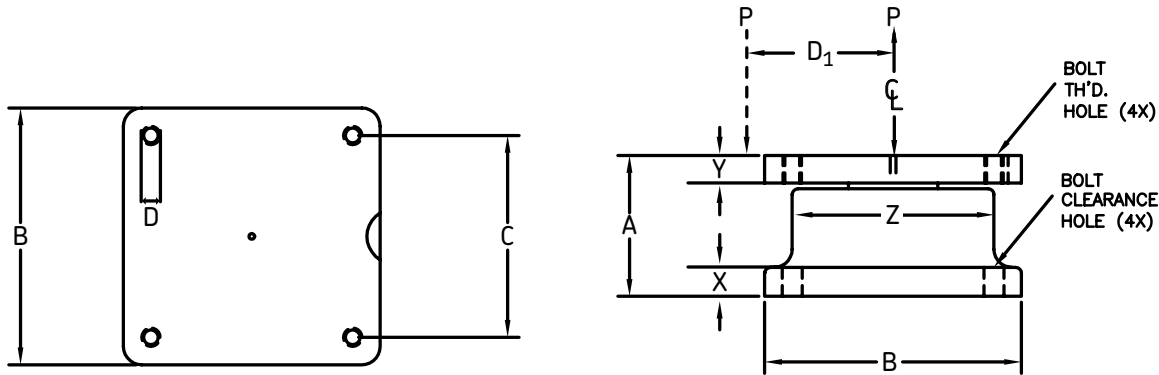 B
D
C
P
P
D1
C
L
BOLT
TH'D.
HOLE (4X)
Y
A
Z
BOLT
CLEARANCE
HOLE (4X)
X
B